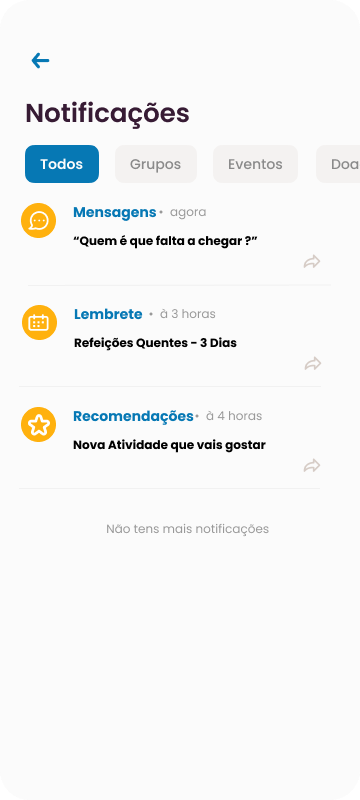 Notificações
Todos
Grupos
Eventos
Doa
Mensagens • agora
“Quem é que falta a chegar ?”
Lembrete • à 3 horas
Refeições Quentes - 3 Dias
Recomendações • à 4 horas
Nova Atividade que vais gostar
Não tens mais notificações